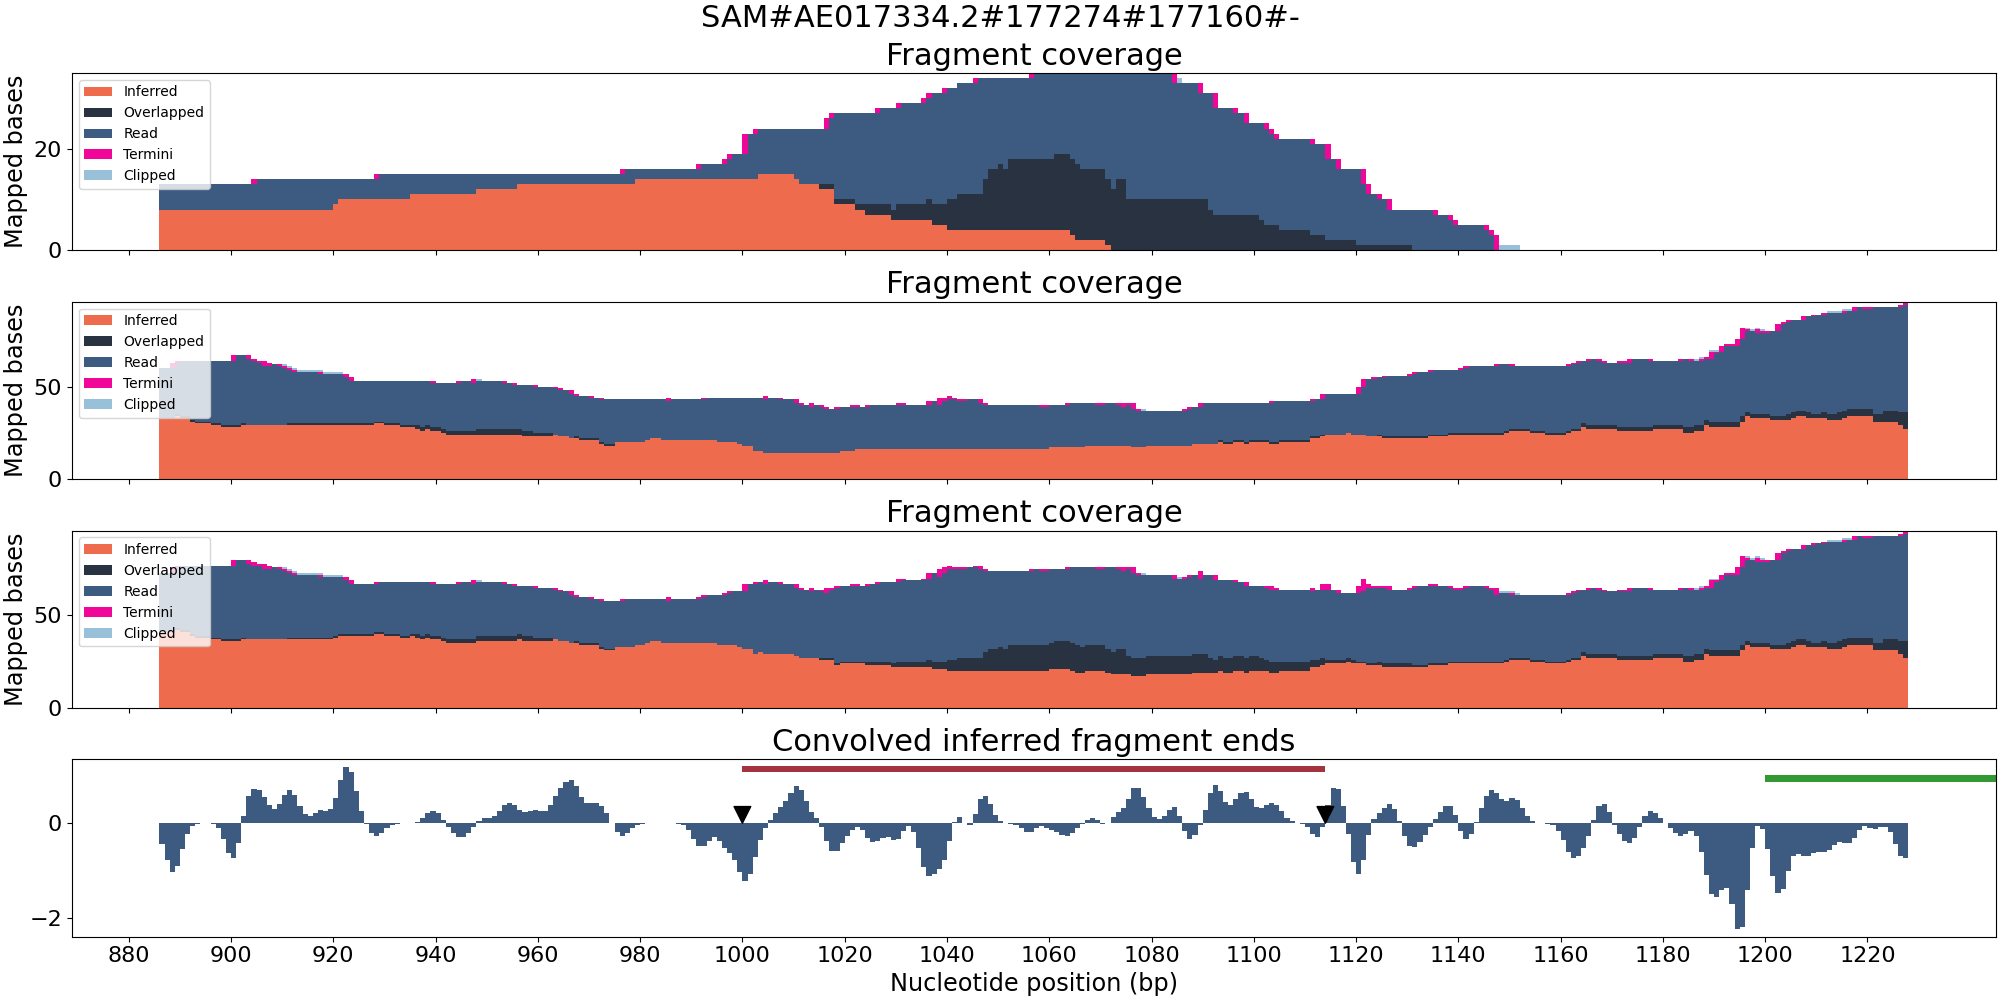 SAM#AE017334.2#177274#177160#-
Fragment coverage
Mapped bases
20
0
Inferred
Overlapped
Read
Termini
Clipped
Fragment coverage
Mapped bases
50
0
Inferred
Overlapped
Read
Termini
Clipped
Fragment coverage
Mapped bases
50
0
Inferred
Overlapped
Read
Termini
Clipped
Convolved inferred fragment ends
0
−2
880 900 920 940 960 980 1000 1020 1040 1060 1080 1100 1120 1140 1160 1180 1200 1220
Nucleotide position (bp)